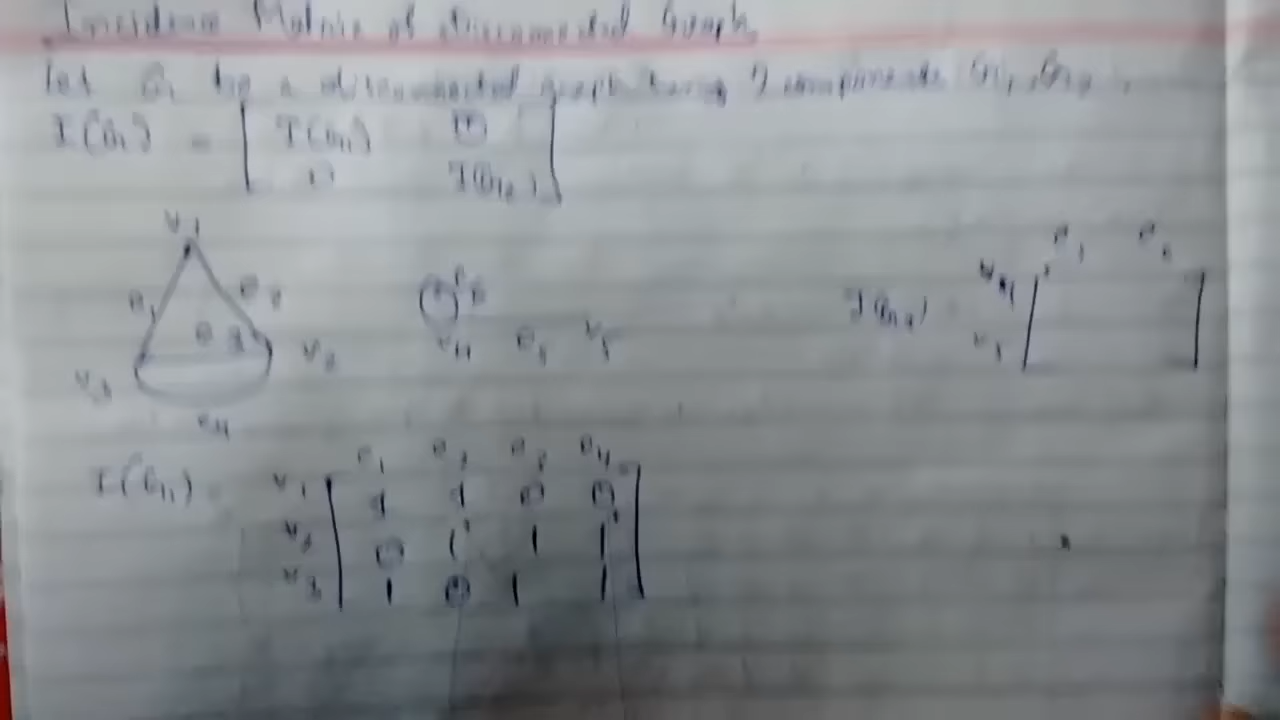 Incidence Matrix of disconnected Graph
Let G be a disconnected graph having 2 components G1, G2.
I(G) = [ I(G1) 0
0 I(G2) ]
v1
e1 e2
e3
v3 v2
e4
e6
v4 e5 v5
I(G2) e5 e6
v4
v5
I(G1) = e1 e2 e3 e4
v1 1 1 0 0
v2 0 1 1 1
v3 1 0 1 1